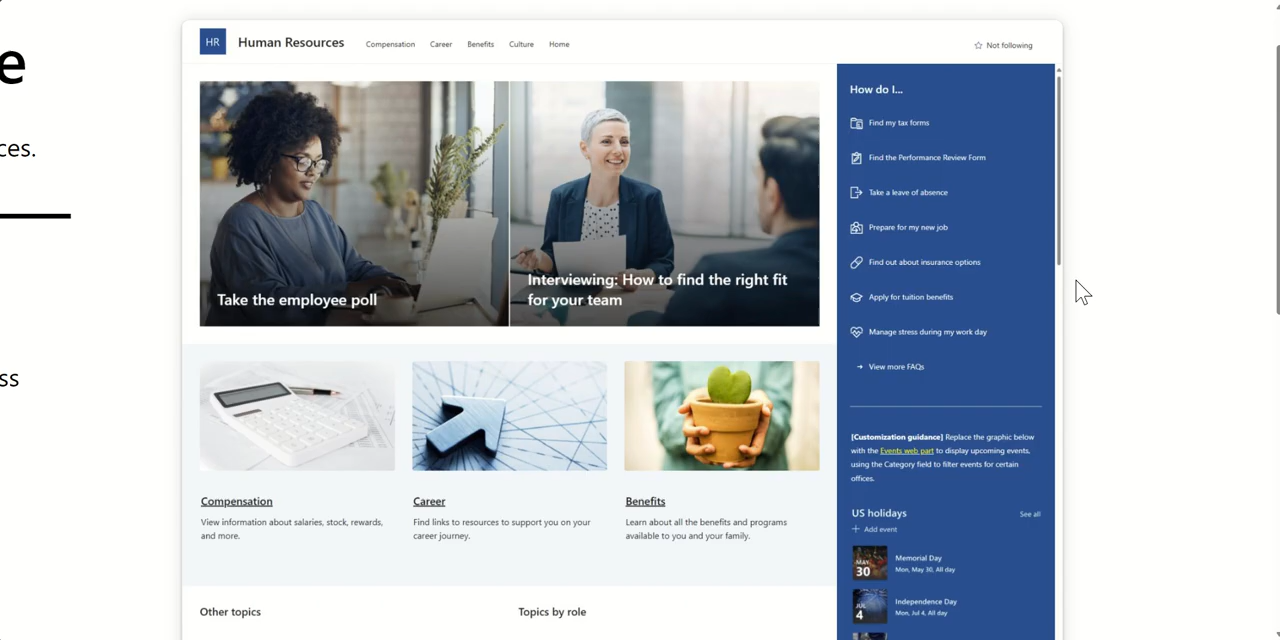 e
ces.
ss
HR
Human Resources
Compensation Career Benefits Culture Home
Not following
Take the employee poll
Interviewing: How to find the right fit
for your team
Compensation
View information about salaries, stock, rewards,
and more.
Career
Find links to resources to support you on your
career journey.
Benefits
Learn about all the benefits and programs
available to you and your family.
Other topics
Topics by role
How do I...
Find my tax forms
Find the Performance Review Form
Take a leave of absence
Prepare for my new job
Find out about insurance options
Apply for tuition benefits
Manage stress during my work day
View more FAQs
[Customization guidance] Replace the graphic below
with the Events web part to display upcoming events,
using the Category field to filter events for certain
offices.
US holidays
See all
Add event
MAY
30
Memorial Day
Mon, May 30, All day
JUL
4
Independence Day
Mon, Jul 4, All day